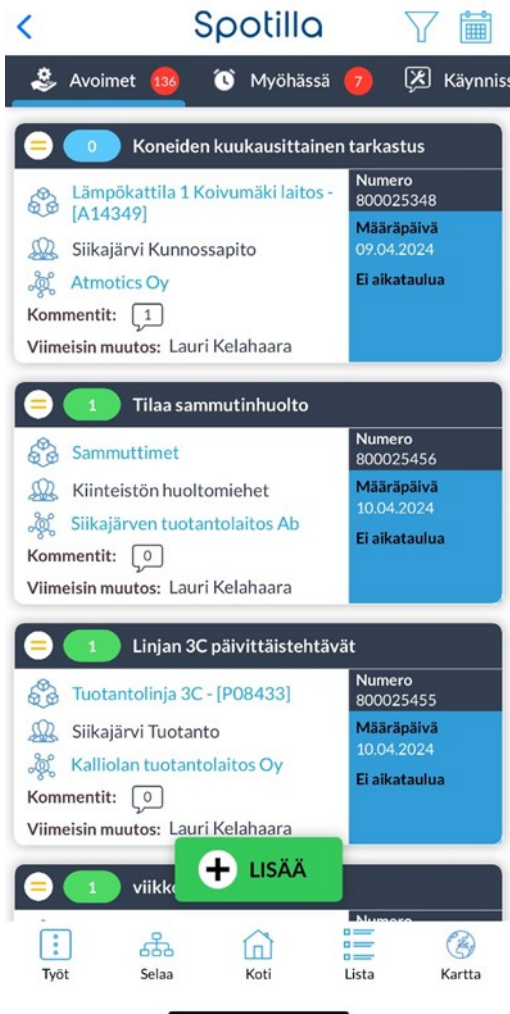 Spotilla
Avoimet 136 Myöhässä 7
0 Koneiden kuukausittainen tarkastus
Lämpökattila 1 Koivumäki laitos -
[A14349]
Siikajärvi Kunnossapito
Atmotics Oy
Kommentit: 1
Viimeisin muutos: Lauri Kelahaara
Numero
800025348
Määräpäivä
09.04.2024
Ei aikataulua
1 Tilaa sammutinhuolto
Sammuttimet
Kiinteistön huoltomiehet
Siikajärven tuotantolaitos Ab
Kommentit: 0
Viimeisin muutos: Lauri Kelahaara
Numero
800025456
Määräpäivä
10.04.2024
Ei aikataulua
1 Linjan 3C päivittäistehtävät
Tuotantolinja 3C - [P08433]
Siikajärvi Tuotanto
Kalliolan tuotantolaitos Oy
Kommentit: 0
Viimeisin muutos: Lauri Kelahaara
Numero
800025455
Määräpäivä
10.04.2024
Ei aikataulua
1
LISÄÄ
Työt Selaa Koti Lista Kartta